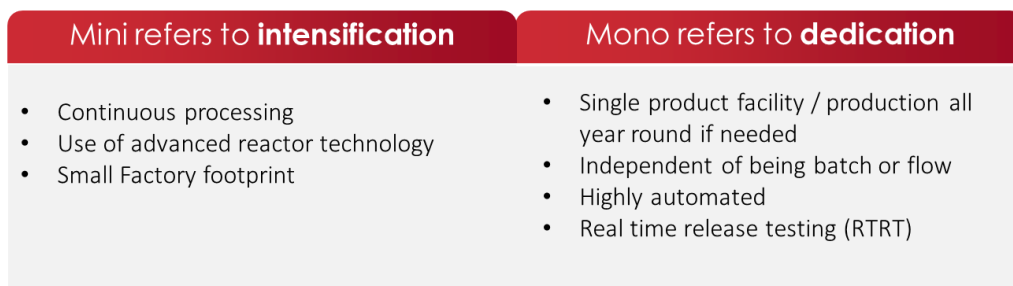 Mini refers to intensification
• Continuous processing
• Use of advanced reactor technology
• Small Factory footprint
Mono refers to dedication
• Single product facility / production all
year round if needed
• Independent of being batch or flow
• Highly automated
• Real time release testing (RTRT)